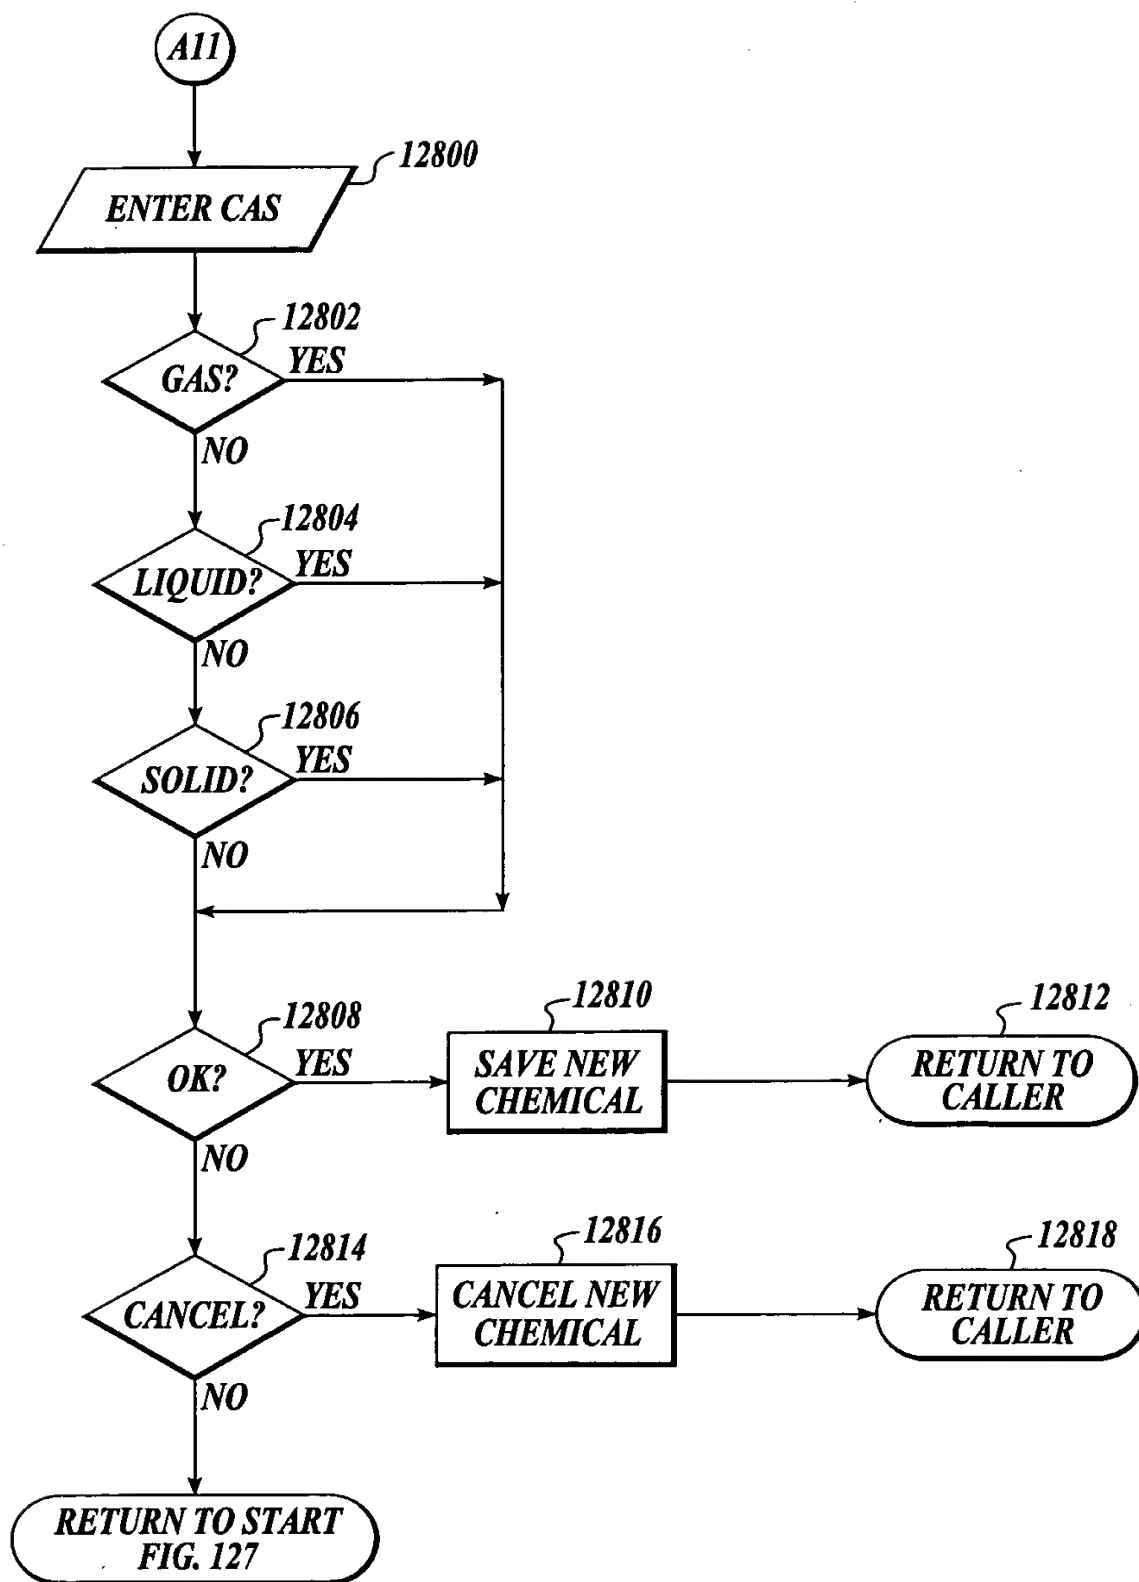 A11
12800
ENTER CAS
12802
YES
GAS?
NO
12804
YES
LIQUID?
NO
12806
YES
SOLID?
NO
12808
YES
OK?
NO
12810
SAVE NEW
CHEMICAL
12812
RETURN TO
CALLER
12814
YES
CANCEL?
NO
12816
CANCEL NEW
CHEMICAL
12818
RETURN TO
CALLER
RETURN TO START
FIG. 127